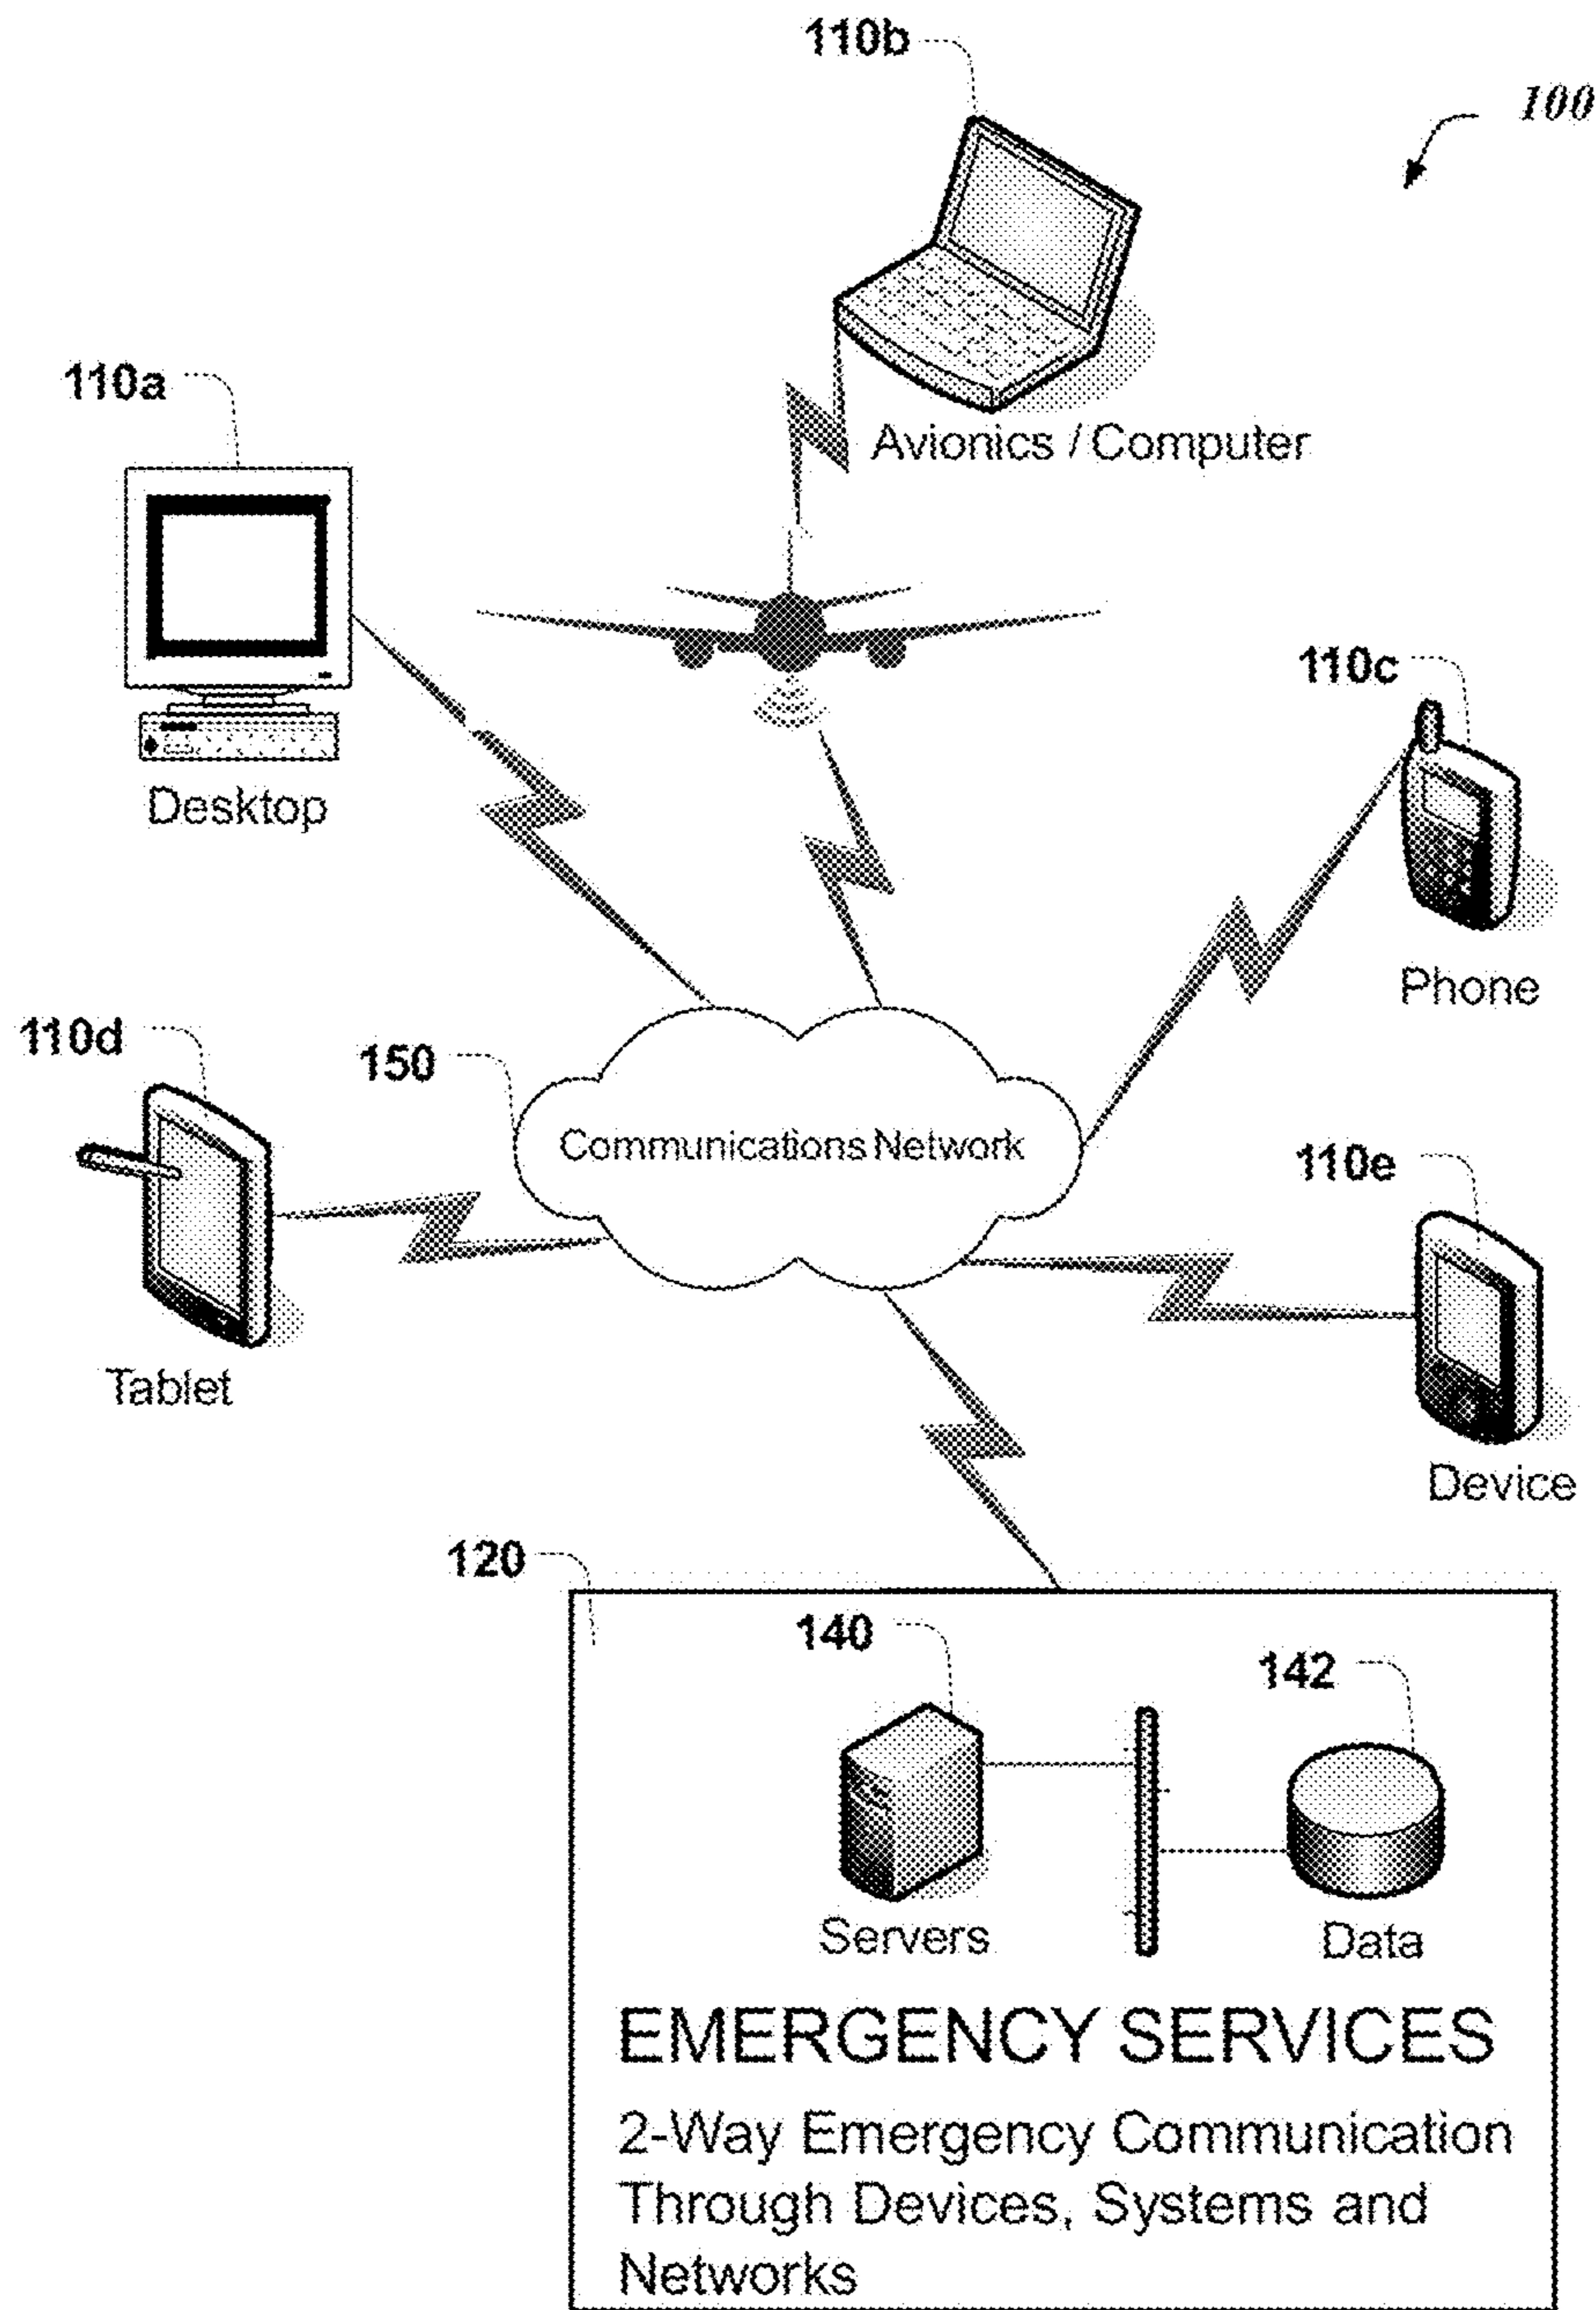 110b
100
110a
Avionics / Computer
110c
Desktop
Phone
110d
150
Communications Network
110e
Tablet
Device
120
140
142
Servers
Data
EMERGENCY SERVICES
2-Way Emergency Communication
Through Devices, Systems and
Networks